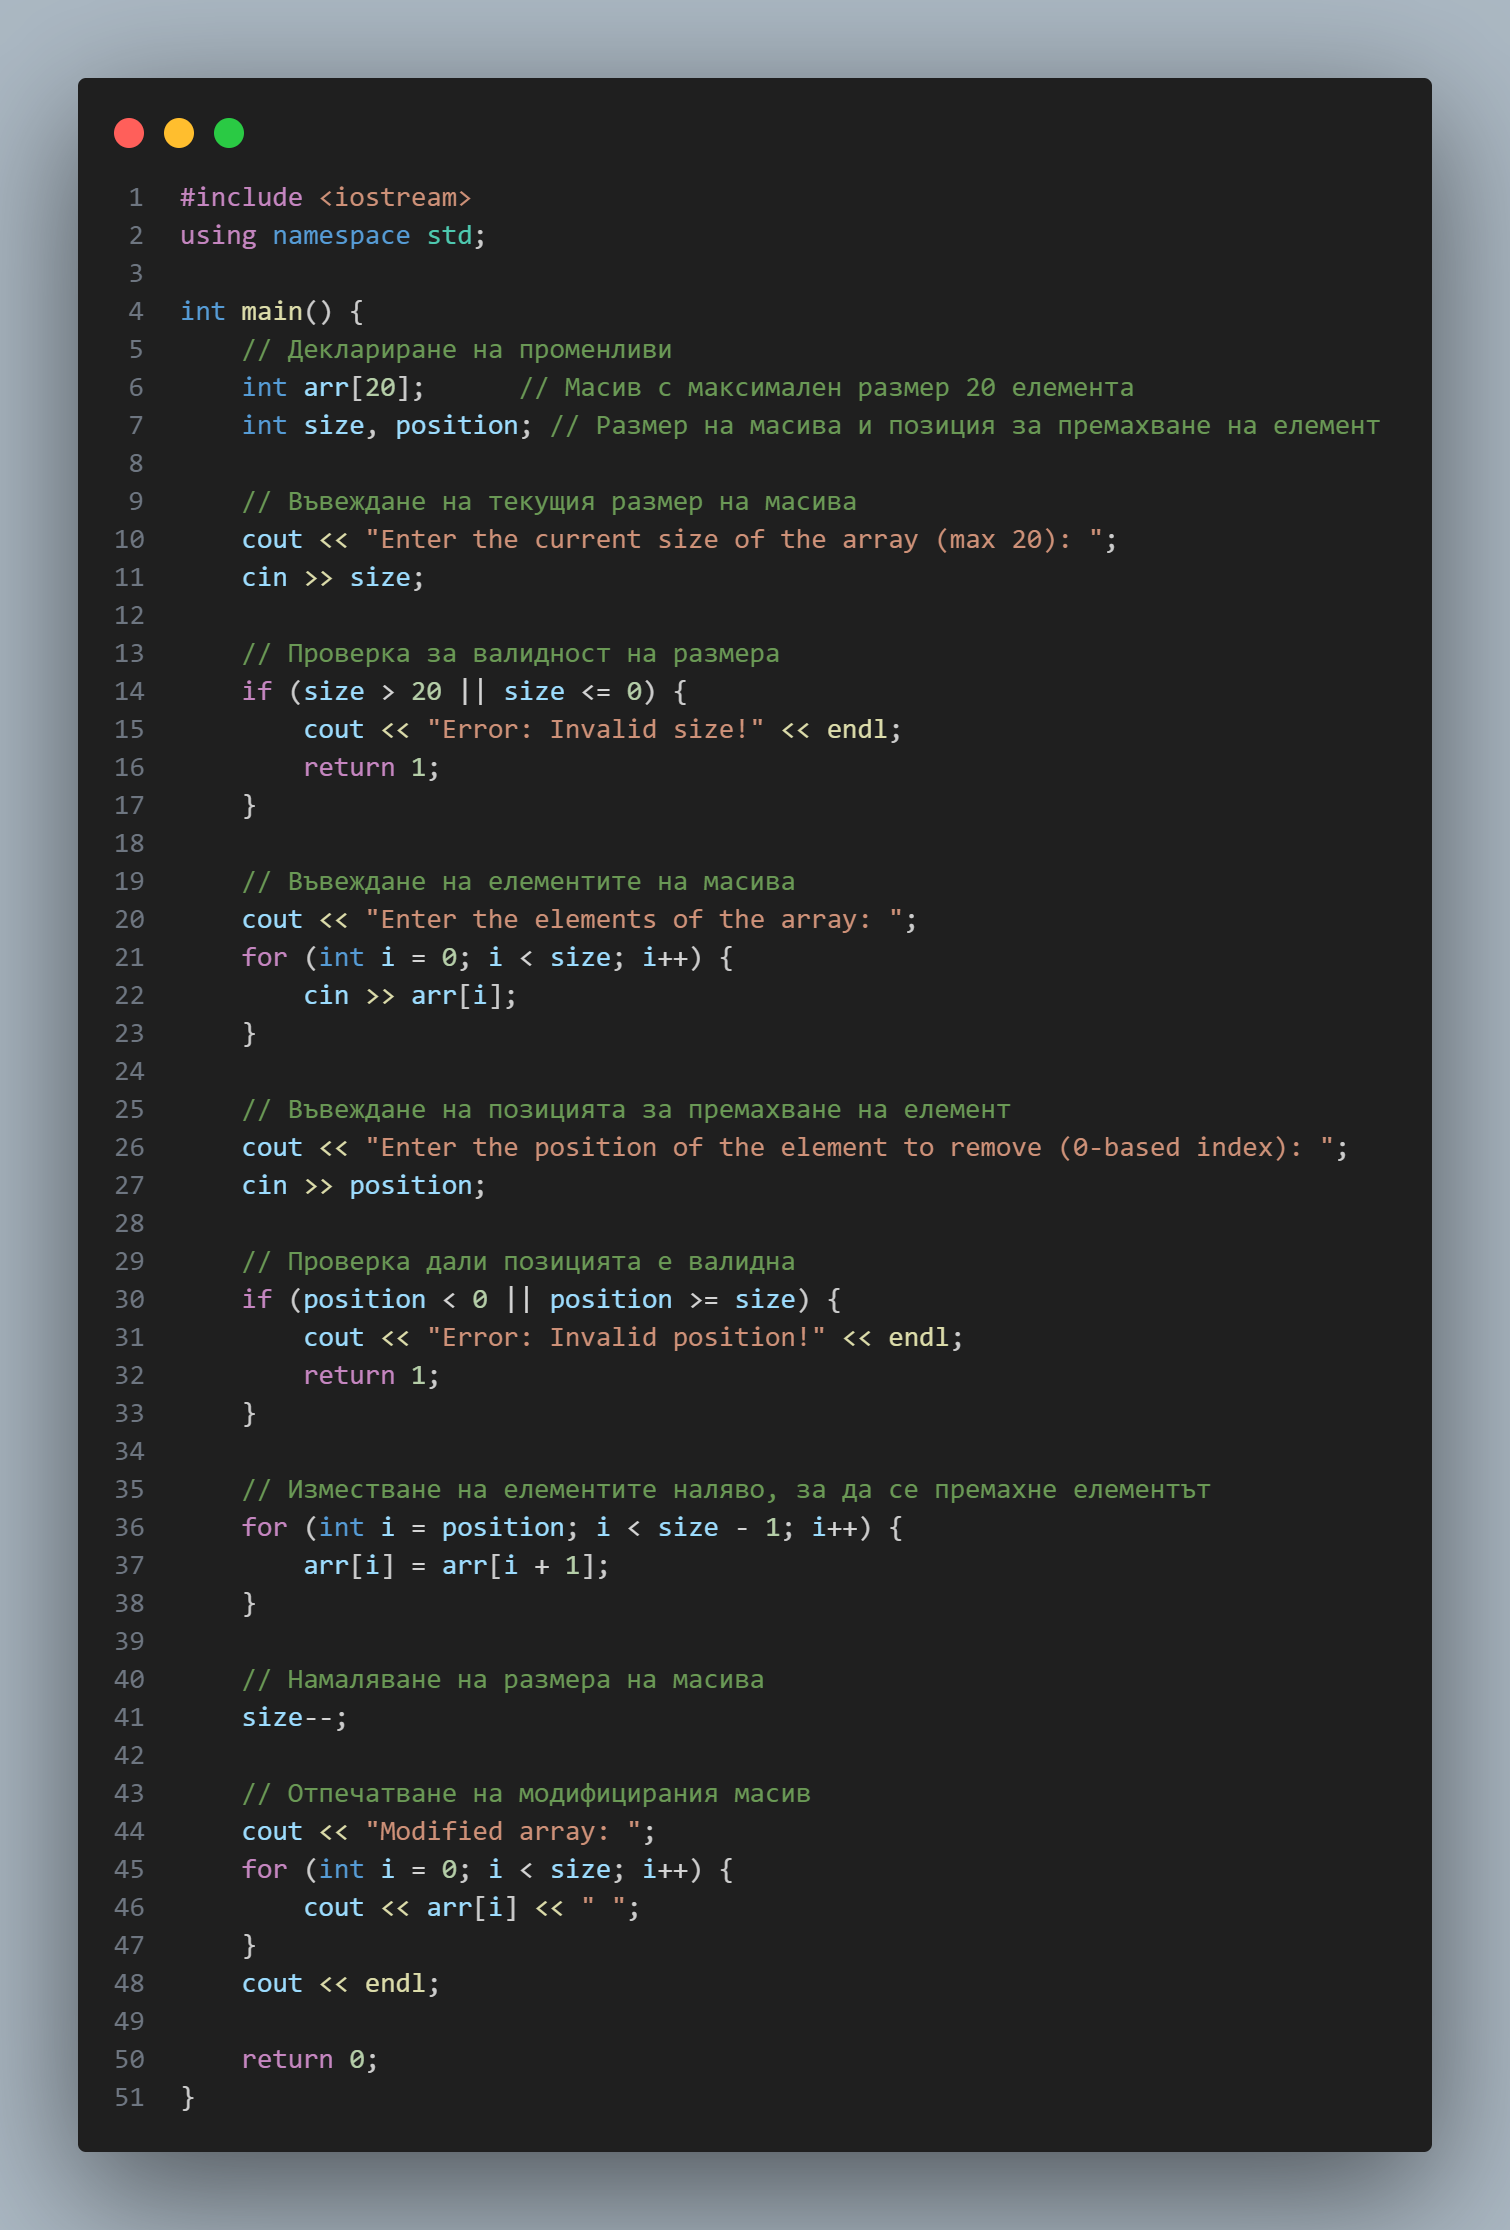 1 #include <iostream>
2 using namespace std;
3
4 int main() {
5     // Деклариране на променливи
6     int arr[20];      // Масив с максимален размер 20 елемента
7     int size, position; // Размер на масива и позиция за премахване на елемент
8
9     // Въвеждане на текущия размер на масива
10     cout << "Enter the current size of the array (max 20): ";
11     cin >> size;
12
13     // Проверка за валидност на размера
14     if (size > 20 || size <= 0) {
15         cout << "Error: Invalid size!" << endl;
16         return 1;
17     }
18
19     // Въвеждане на елементите на масива
20     cout << "Enter the elements of the array: ";
21     for (int i = 0; i < size; i++) {
22         cin >> arr[i];
23     }
24
25     // Въвеждане на позицията за премахване на елемент
26     cout << "Enter the position of the element to remove (0-based index): ";
27     cin >> position;
28
29     // Проверка дали позицията е валидна
30     if (position < 0 || position >= size) {
31         cout << "Error: Invalid position!" << endl;
32         return 1;
33     }
34
35     // Изместване на елементите наляво, за да се премахне елементът
36     for (int i = position; i < size - 1; i++) {
37         arr[i] = arr[i + 1];
38     }
39
40     // Намаляване на размера на масива
41     size--;
42
43     // Отпечатване на модифицирания масив
44     cout << "Modified array: ";
45     for (int i = 0; i < size; i++) {
46         cout << arr[i] << " ";
47     }
48     cout << endl;
49
50     return 0;
51 }